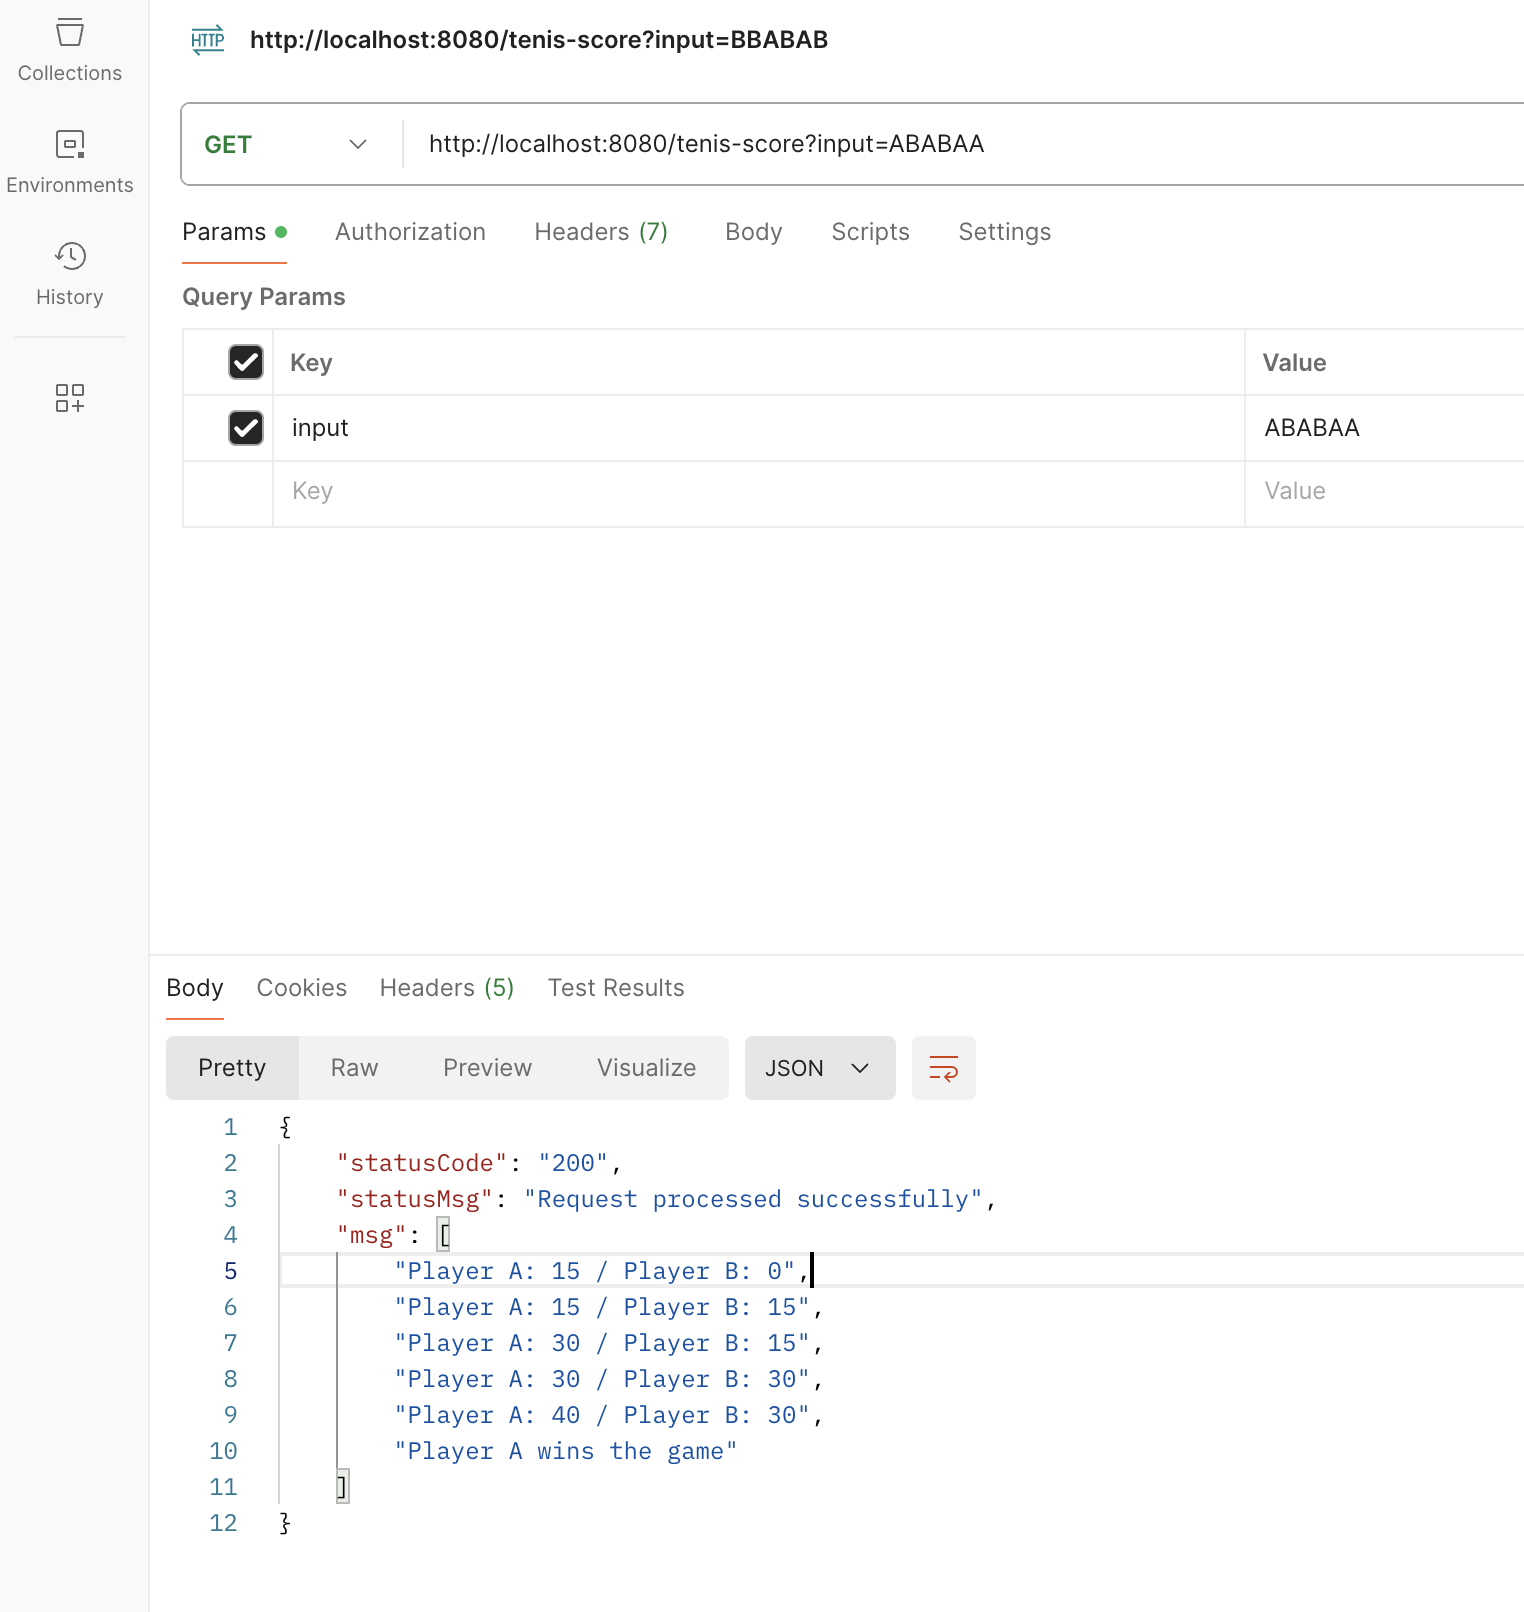 Collections
Environments
History
HTTP http://localhost:8080/tenis-score?input=BBABAB
GET http://localhost:8080/tenis-score?input=ABABAA
Params Authorization Headers (7) Body Scripts Settings
Query Params
Key Value
input ABABAA
Key Value
Body Cookies Headers (5) Test Results
Pretty Raw Preview Visualize JSON
1 {
2 "statusCode": "200",
3 "statusMsg": "Request processed successfully",
4 "msg": [
5 "Player A: 15 / Player B: 0",
6 "Player A: 15 / Player B: 15",
7 "Player A: 30 / Player B: 15",
8 "Player A: 30 / Player B: 30",
9 "Player A: 40 / Player B: 30",
10 "Player A wins the game"
11 ]
12 }